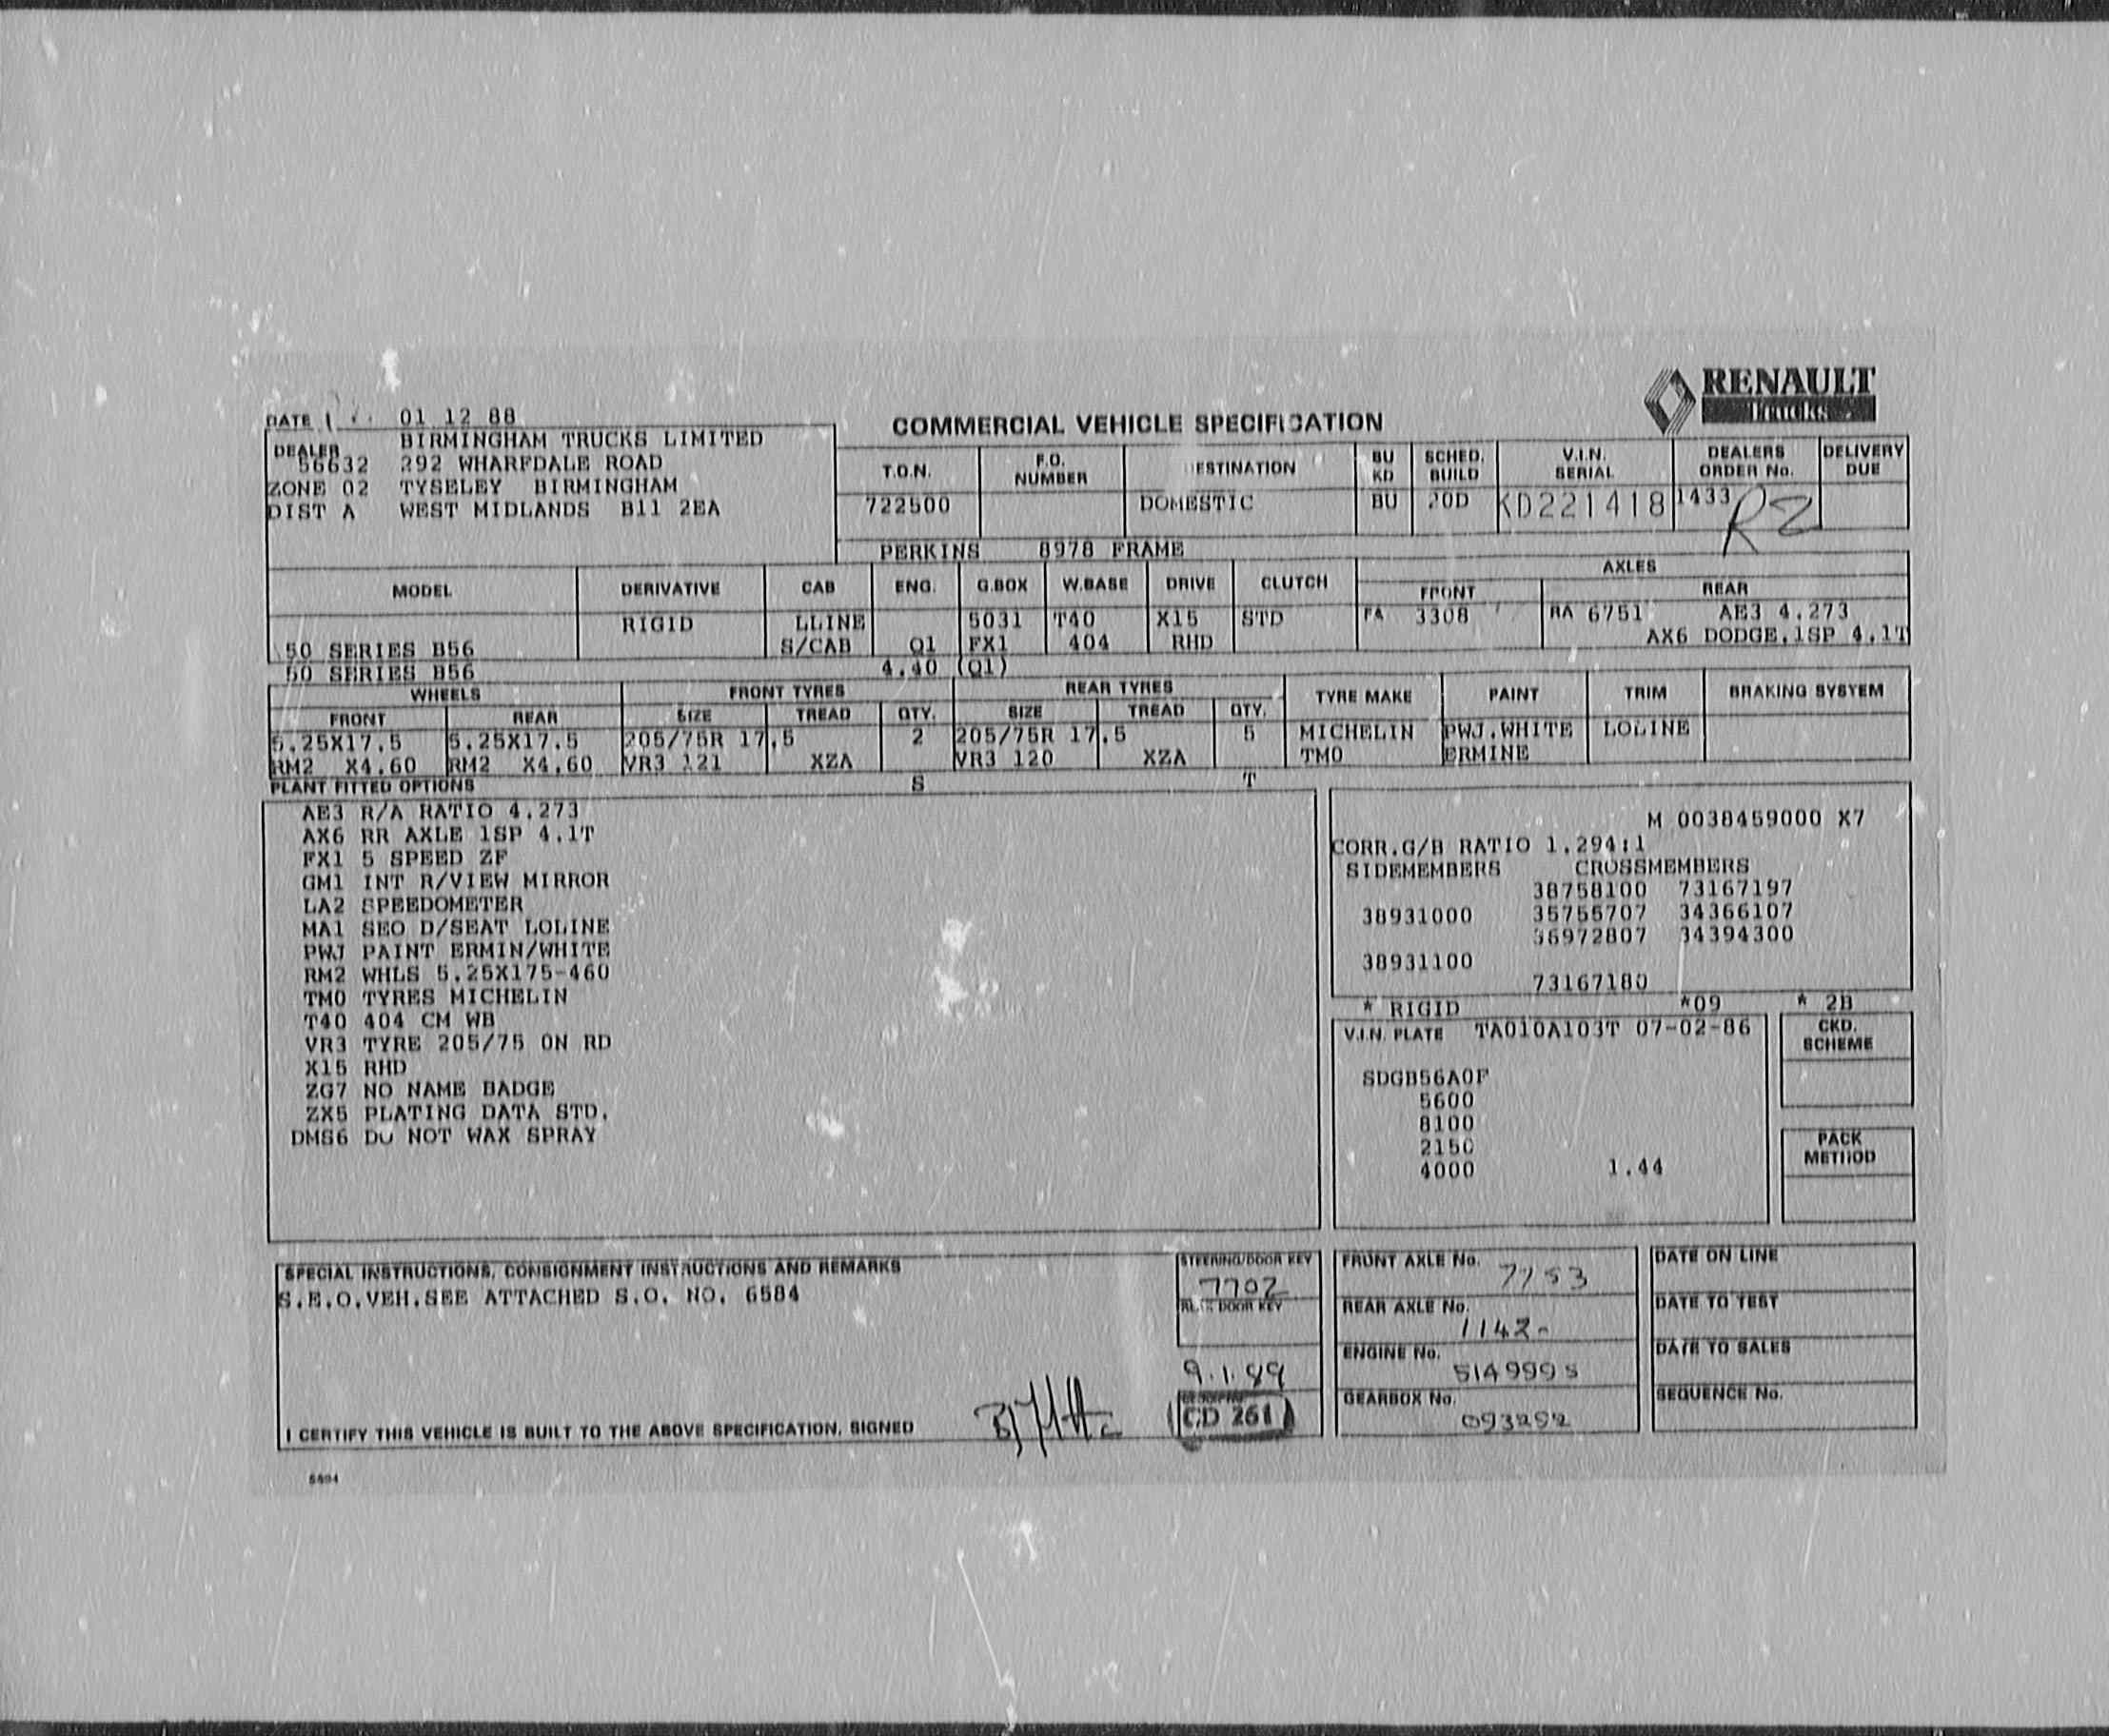 RENAULT
Trucks
DATE 01 12 88
COMMERCIAL VEHICLE SPECIFICATION
DEALER BIRMINGHAM TRUCKS LIMITED
56632 292 WHARFDALE ROAD
ZONE 02 TYSELEY BIRMINGHAM
DIST A WEST MIDLANDS B11 2EA
T.O.N. F.O. NUMBER DESTINATION BU KD SCHED. BUILD V.I.N. SERIAL DEALERS ORDER No. DELIVERY DUE
722500 DOMESTIC BU 20D KD221418 1433 R2
PERKINS 8978 FRAME
MODEL DERIVATIVE CAB ENG. G.BOX W.BASE DRIVE CLUTCH AXLES
FRONT REAR
RIGID LLINE 5031 T40 X15 STD FA 3308 RA 6751 AE3 4.273
50 SERIES B56 S/CAB Q1 FX1 404 RHD AX6 DODGE.1SP 4.1T
50 SERIES B56 4.40 (Q1)
WHEELS FRONT TYRES REAR TYRES TYRE MAKE PAINT TRIM BRAKING SYSTEM
FRONT REAR SIZE TREAD QTY. SIZE TREAD QTY.
5.25X17.5 5.25X17.5 205/75R 17.5 2 205/75R 17.5 5 MICHELIN PWJ.WHITE LOLINE
RM2 X4.60 RM2 X4.60 VR3 121 XZA VR3 120 XZA TM0 ERMINE
PLANT FITTED OPTIONS S T
AE3 R/A RATIO 4.273
AX6 RR AXLE 1SP 4.1T
FX1 5 SPEED ZF
GM1 INT R/VIEW MIRROR
LA2 SPEEDOMETER
MA1 SEO D/SEAT LOLINE
PWJ PAINT ERMIN/WHITE
RM2 WHLS 5.25X175-460
TM0 TYRES MICHELIN
T40 404 CM WB
VR3 TYRE 205/75 ON RD
X15 RHD
ZG7 NO NAME BADGE
ZX5 PLATING DATA STD.
DMS6 DO NOT WAX SPRAY
M 0038459000 X7
CORR.G/B RATIO 1.294:1
SIDEMEMBERS CROSSMEMBERS
38758100 73167197
38931000 35755707 34366107
36972807 34394300
38931100
73167180
* RIGID *09 * 2B
V.I.N. PLATE TA010A103T 07-02-86
CKD. SCHEME
SDGB56A0F
5600
8100
2150
4000 1.44
PACK METHOD
SPECIAL INSTRUCTIONS, CONSIGNMENT INSTRUCTIONS AND REMARKS
S.E.O.VEH.SEE ATTACHED S.O. NO. 6584
STEERING/DOOR KEY
7702
DOOR KEY
9.1.89
CD 261
I CERTIFY THIS VEHICLE IS BUILT TO THE ABOVE SPECIFICATION. SIGNED
FRONT AXLE No. 7753
REAR AXLE No.
ENGINE No. 5149995
GEARBOX No. 093292
DATE ON LINE
DATE TO TEST
DATE TO SALES
SEQUENCE No.